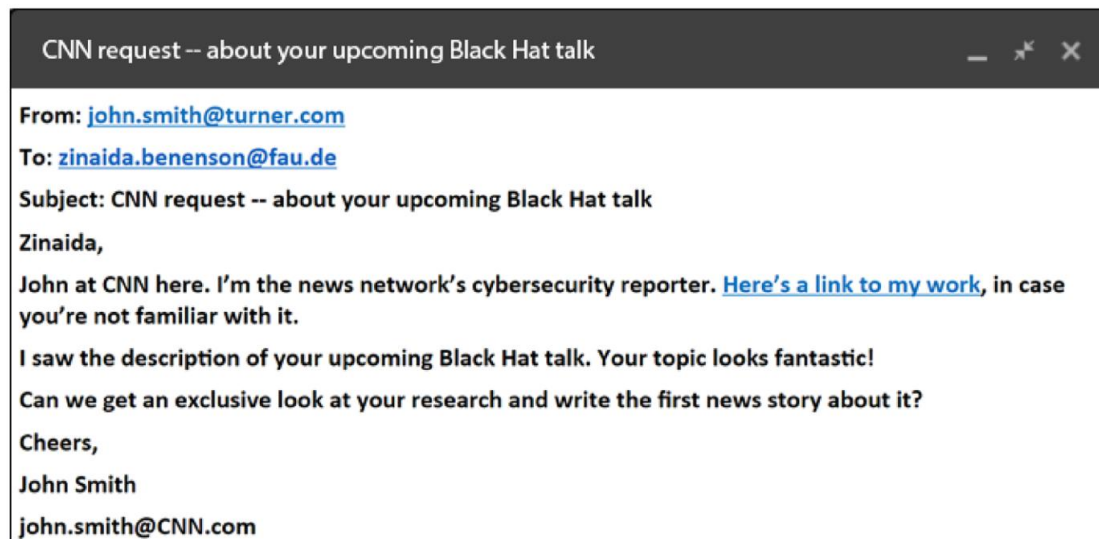 CNN request -- about your upcoming Black Hat talk
From: john.smith@turner.com
To: zinaida.benenson@fau.de
Subject: CNN request -- about your upcoming Black Hat talk
Zinaida,
John at CNN here. I’m the news network’s cybersecurity reporter. Here’s a link to my work, in case
you’re not familiar with it.
I saw the description of your upcoming Black Hat talk. Your topic looks fantastic!
Can we get an exclusive look at your research and write the first news story about it?
Cheers,
John Smith
john.smith@CNN.com